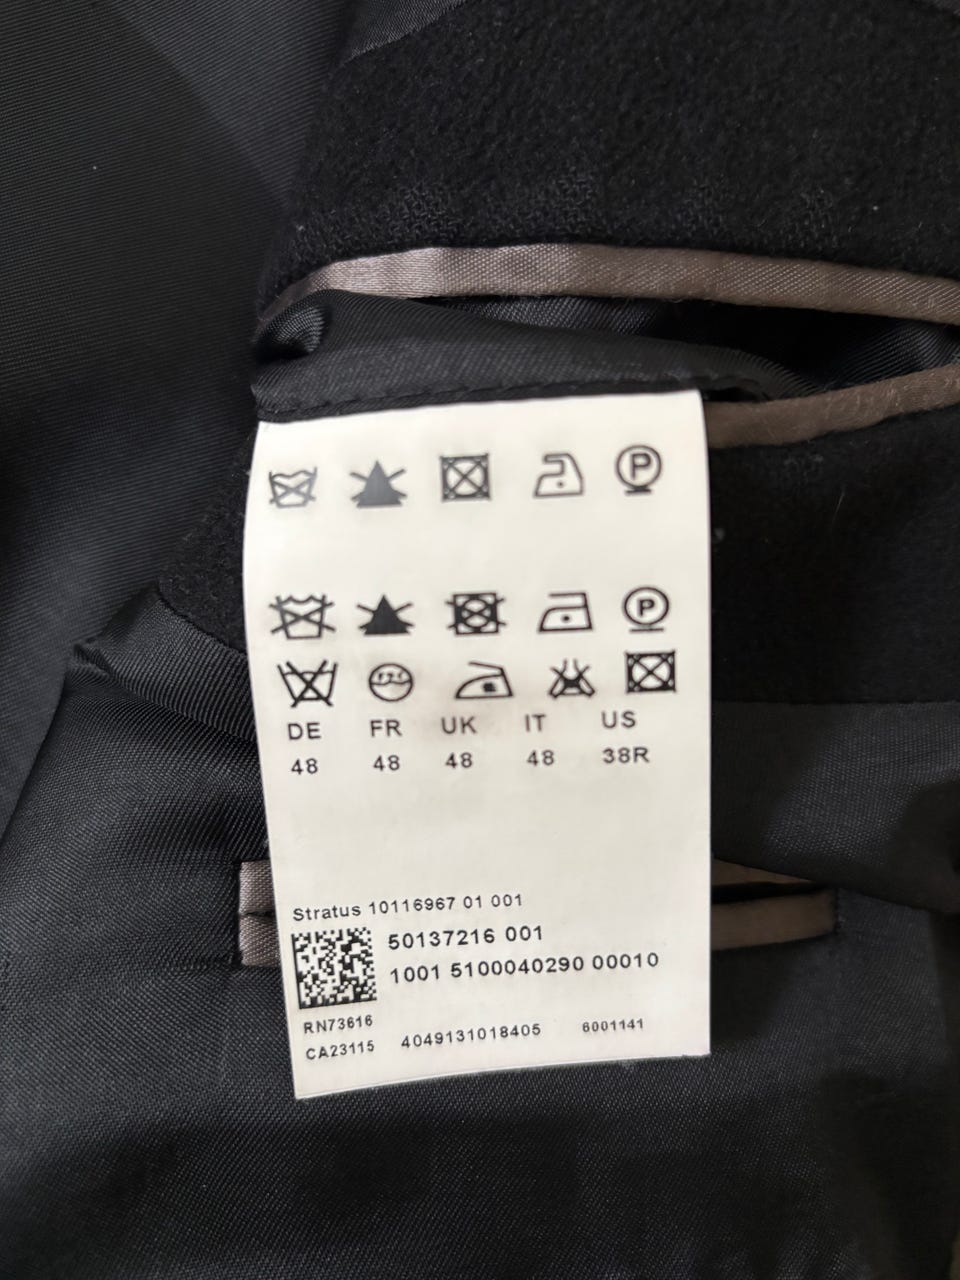 P
P
DE FR UK IT US
48 48 48 48 38R
Stratus 10116967 01 001
50137216 001
1001 5100040290 00010
RN73616
CA23115 4049131018405 6001141